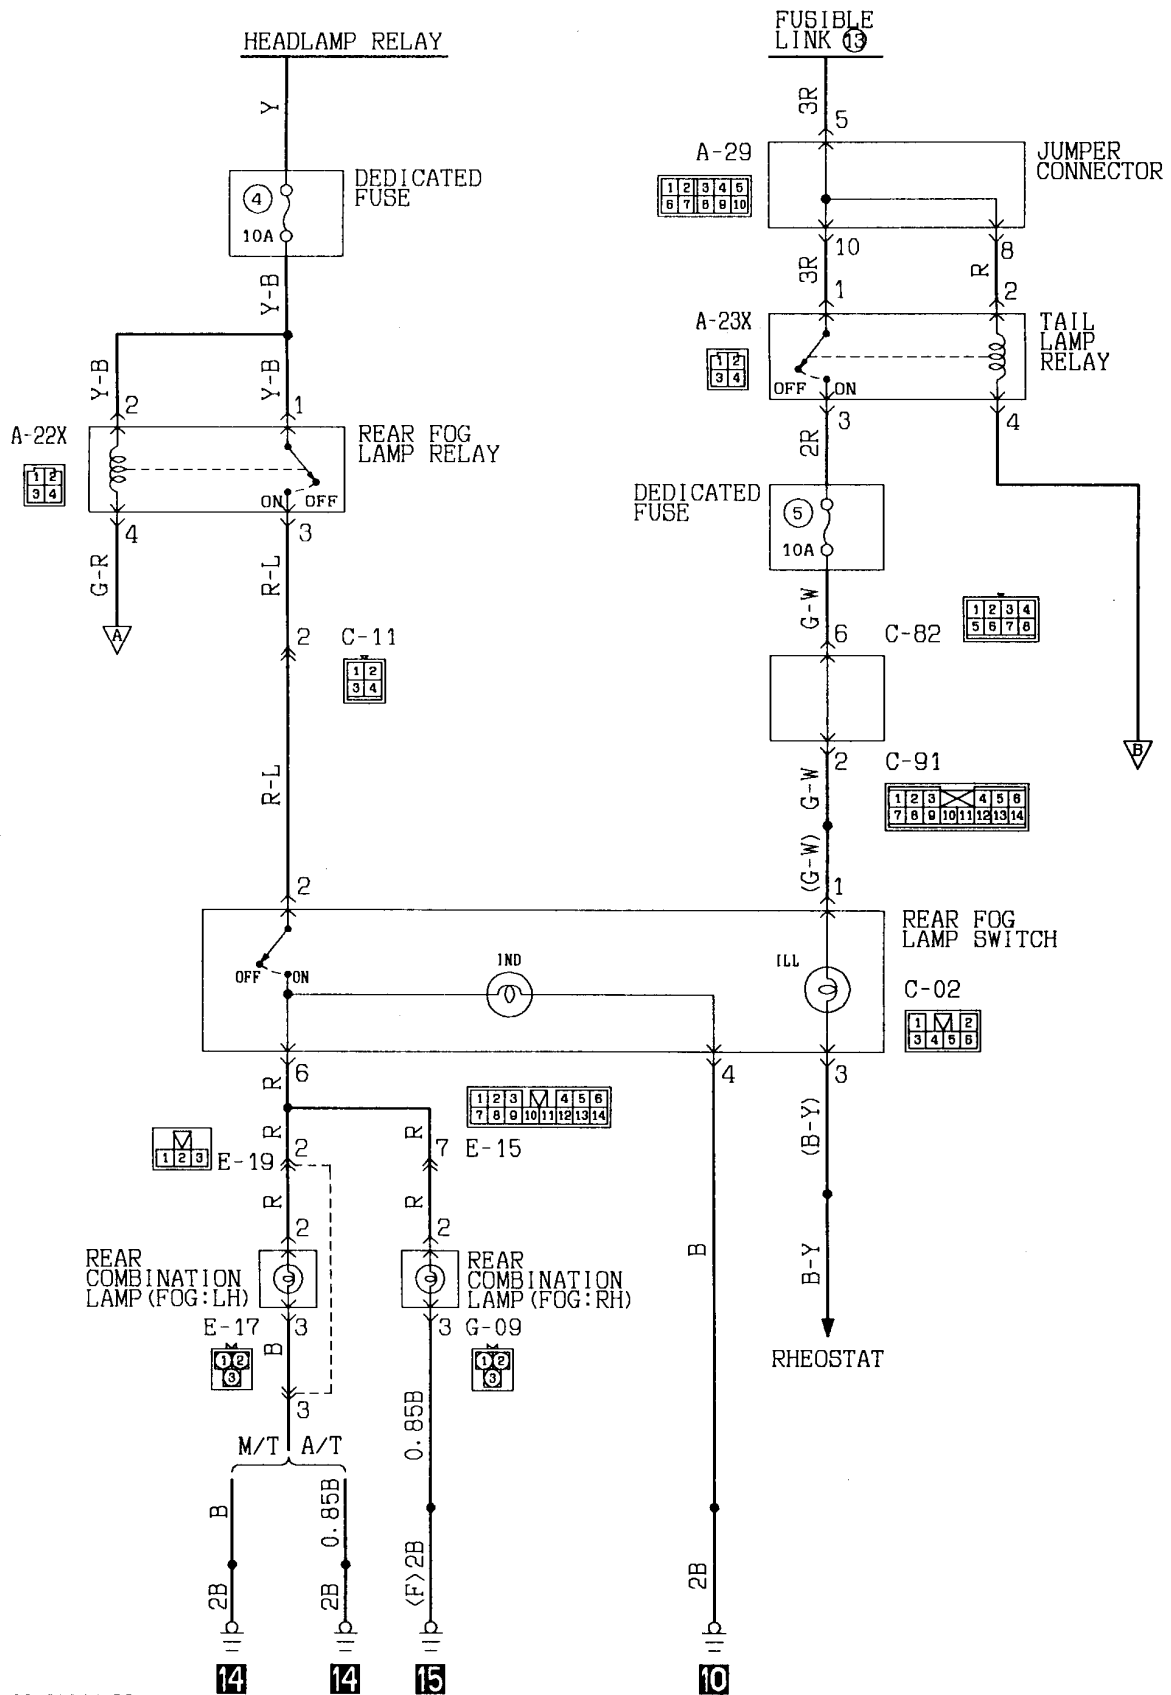 HEADLAMP RELAY
FUSIBLE
LINK 13
Y
3R
5
A-29
JUMPER
CONNECTOR
1 2 3 4 5
6 7 8 9 10
4
10A
DEDICATED
FUSE
10
8
Y-B
3R
R
1
2
A-23X
TAIL
LAMP
RELAY
1 2
3 4
OFF
ON
Y-B
Y-B
2
1
3
4
A-22X
REAR FOG
LAMP RELAY
1 2
3 4
ON
OFF
2R
DEDICATED
FUSE
5
10A
4
3
G-R
R-L
A
G-W
6
C-82
1 2 3 4
5 6 7 8
2
C-11
1 2
3 4
B
R-L
2
C-91
G-W
1 2 3 4 5 6
7 8 9 10 11 12 13 14
(G-W)
2
1
REAR FOG
LAMP SWITCH
OFF
ON
IND
ILL
C-02
1 2
3 4 5 6
6
4
3
R
1 2 3 4 5 6
7 8 9 10 11 12 13 14
E-15
1 2 3
E-19
R
2
R
7
(B-Y)
R
R
2
2
REAR
COMBINATION
LAMP(FOG:LH)
REAR
COMBINATION
LAMP(FOG:RH)
B
B-Y
E-17
3
3
G-09
1 2
3
1 2
3
B
RHEOSTAT
3
0.85B
M/T
A/T
B
0.85B
2B
2B
(F)2B
2B
14
14
15
10